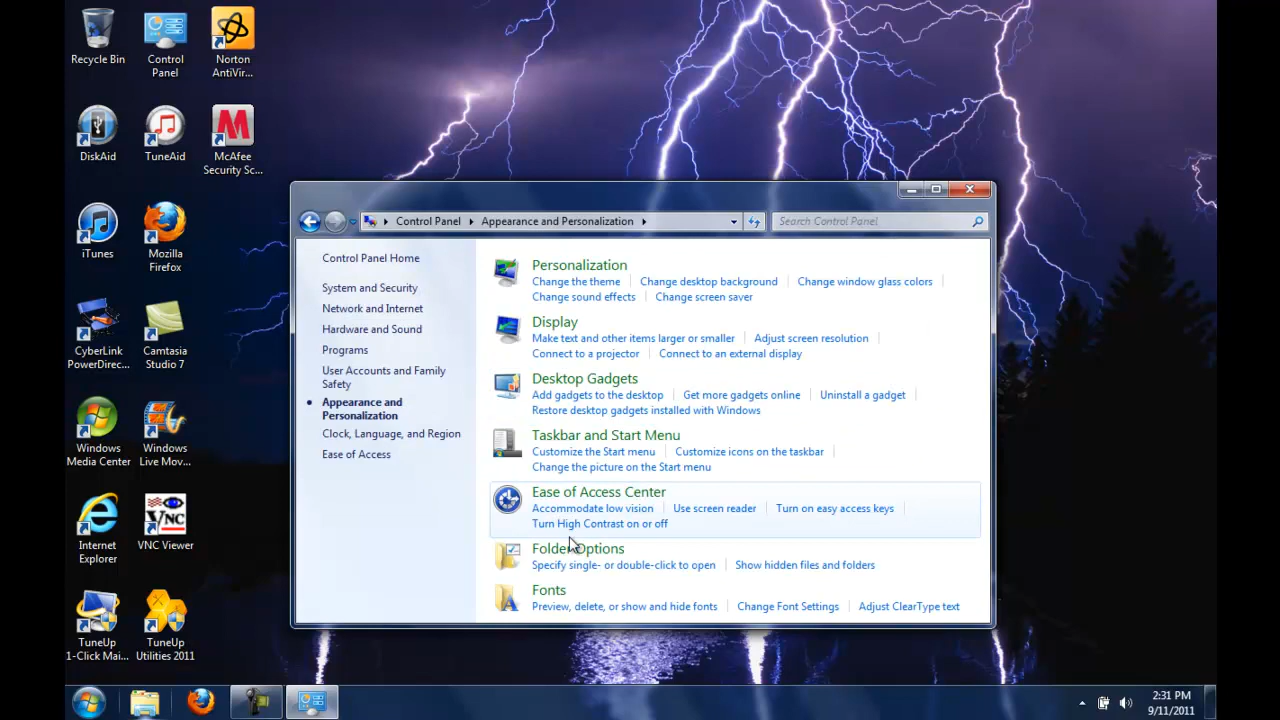 Recycle Bin
Control
Panel
Norton
AntiVir...
DiskAid
TuneAid
McAfee
Security Sc...
iTunes
Mozilla
Firefox
CyberLink
PowerDirec...
Camtasia
Studio 7
Windows
Media Center
Windows
Live Mov...
Internet
Explorer
VNC
VNC Viewer
TuneUp
1-Click Mai...
TuneUp
Utilities 2011
Control Panel
Appearance and Personalization
Search Control Panel
Control Panel Home
System and Security
Network and Internet
Hardware and Sound
Programs
User Accounts and Family
Safety
Appearance and
Personalization
Clock, Language, and Region
Ease of Access
Personalization
Change the theme
Change desktop background
Change window glass colors
Change sound effects
Change screen saver
Display
Make text and other items larger or smaller
Adjust screen resolution
Connect to a projector
Connect to an external display
Desktop Gadgets
Add gadgets to the desktop
Get more gadgets online
Uninstall a gadget
Restore desktop gadgets installed with Windows
Taskbar and Start Menu
Customize the Start menu
Customize icons on the taskbar
Change the picture on the Start menu
Ease of Access Center
Accommodate low vision
Use screen reader
Turn on easy access keys
Turn High Contrast on or off
Folder Options
Specify single- or double-click to open
Show hidden files and folders
Fonts
Preview, delete, or show and hide fonts
Change Font Settings
Adjust ClearType text
2:31 PM
9/11/2011